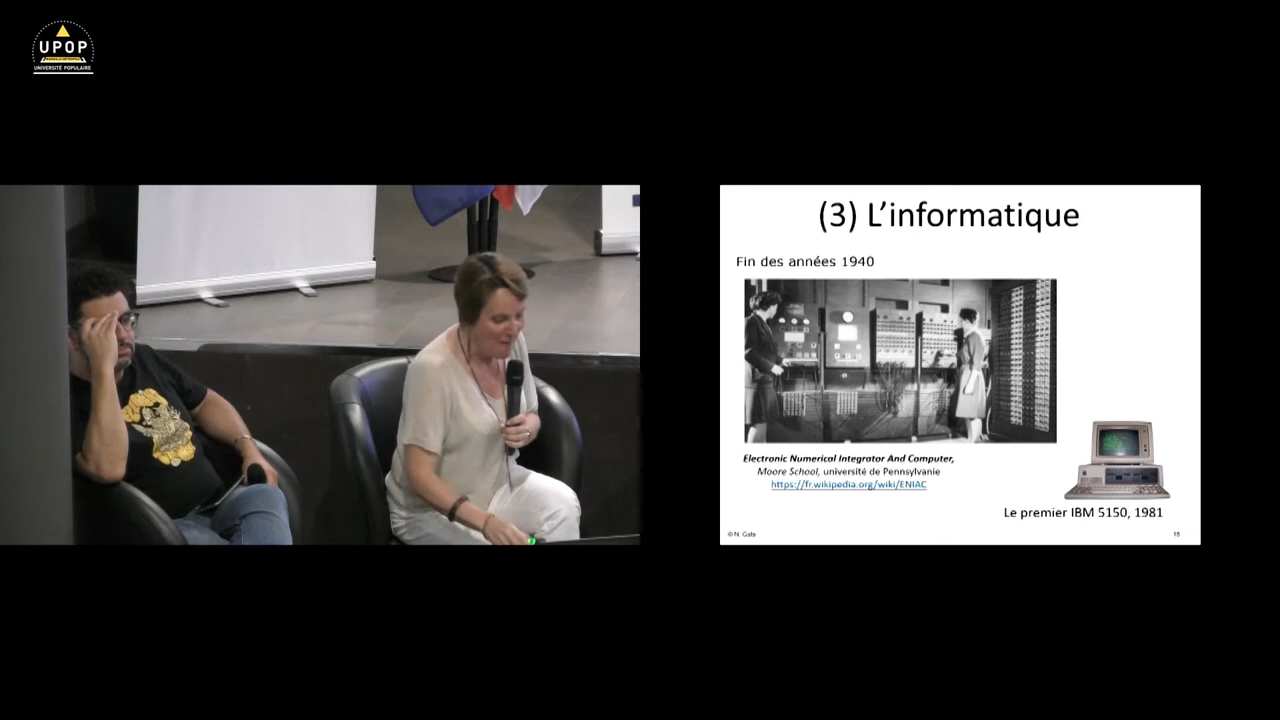 UPOP
UNIVERSITÉ POPULAIRE
(3) L’informatique
Fin des années 1940
Electronic Numerical Integrator And Computer,
Moore School, université de Pennsylvanie
https://fr.wikipedia.org/wiki/ENIAC
Le premier IBM 5150, 1981
© N. Gala